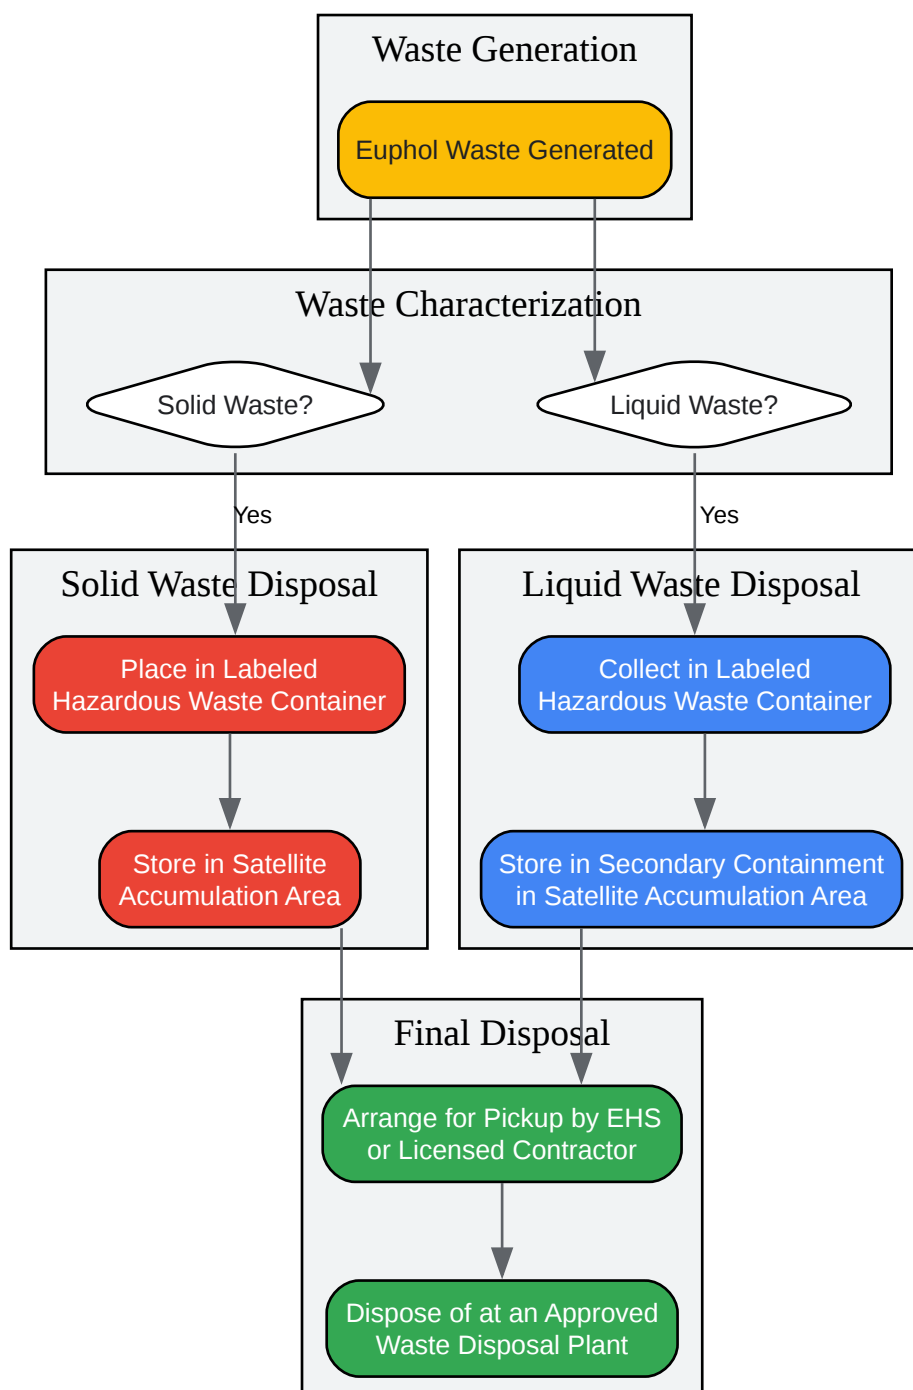 Waste Generation
Euphol Waste Generated
Waste Characterization
Solid Waste?
Liquid Waste?
Yes
Yes
Solid Waste Disposal
Place in Labeled
Hazardous Waste Container
Store in Satellite
Accumulation Area
Liquid Waste Disposal
Collect in Labeled
Hazardous Waste Container
Store in Secondary Containment
in Satellite Accumulation Area
Final Disposal
Arrange for Pickup by EHS
or Licensed Contractor
Dispose of at an Approved
Waste Disposal Plant